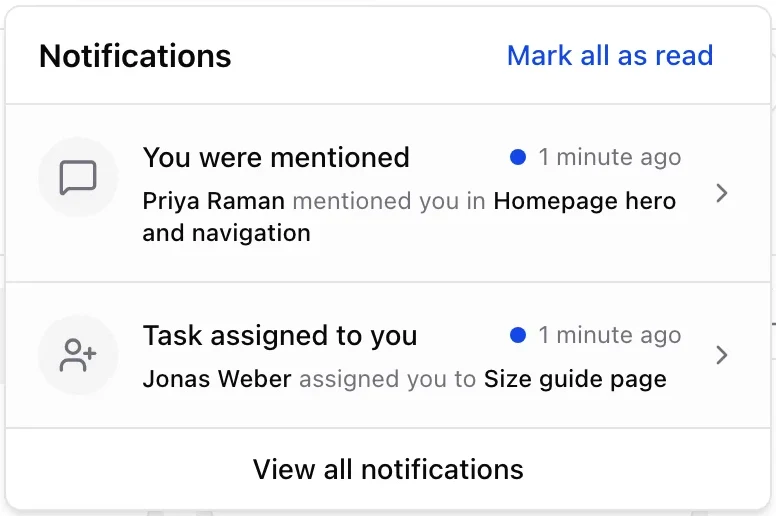 Notifications
Mark all as read
You were mentioned
1 minute ago
Priya Raman mentioned you in Homepage hero
and navigation
Task assigned to you
1 minute ago
Jonas Weber assigned you to Size guide page
View all notifications